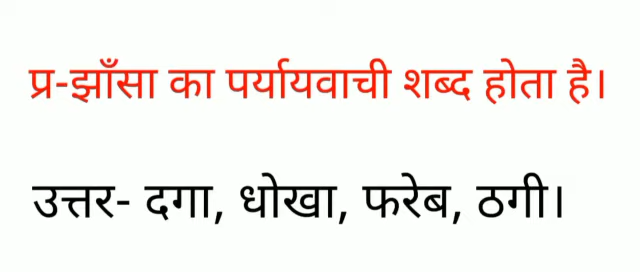 प्र-झाँसा का पर्यायवाची शब्द होता है।
उत्तर- दगा, धोखा, फरेब, ठगी।